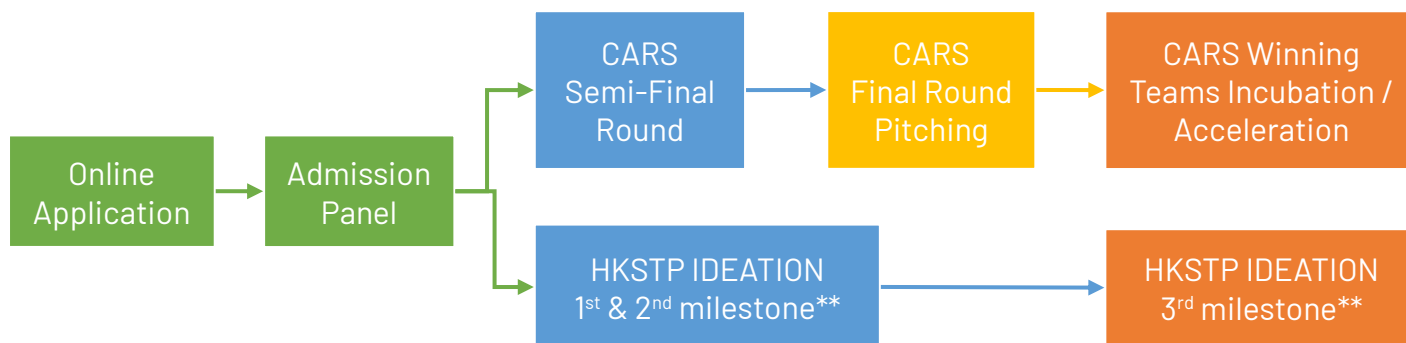 Online
Application
Admission
Panel
CARS
Semi-Final
Round
CARS
Final Round
Pitching
CARS Winning
Teams Incubation /
Acceleration
HKSTP IDEATION
1st & 2nd milestone**
HKSTP IDEATION
3rd milestone**